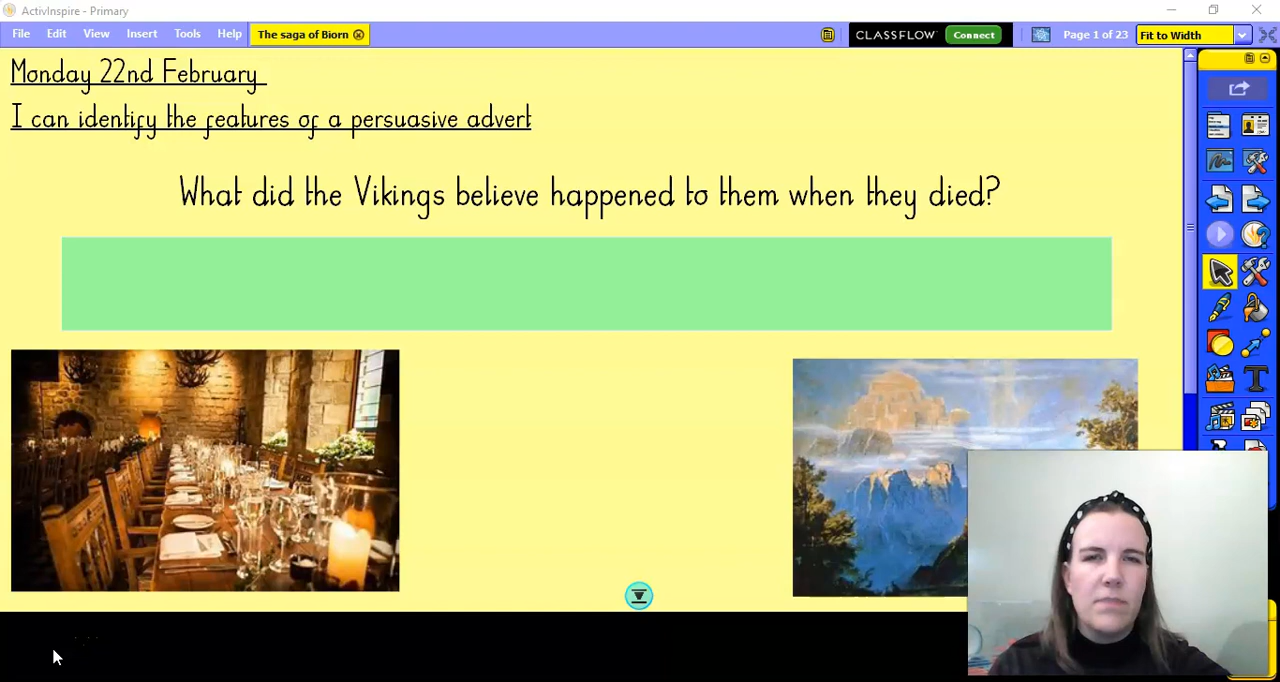 ActivInspire - Primary
File Edit View Insert Tools Help The saga of Biorn CLASSFLOW Connect Page 1 of 23 Fit to Width
Monday 22nd February
I can identify the features of a persuasive advert
What did the Vikings believe happened to them when they died?